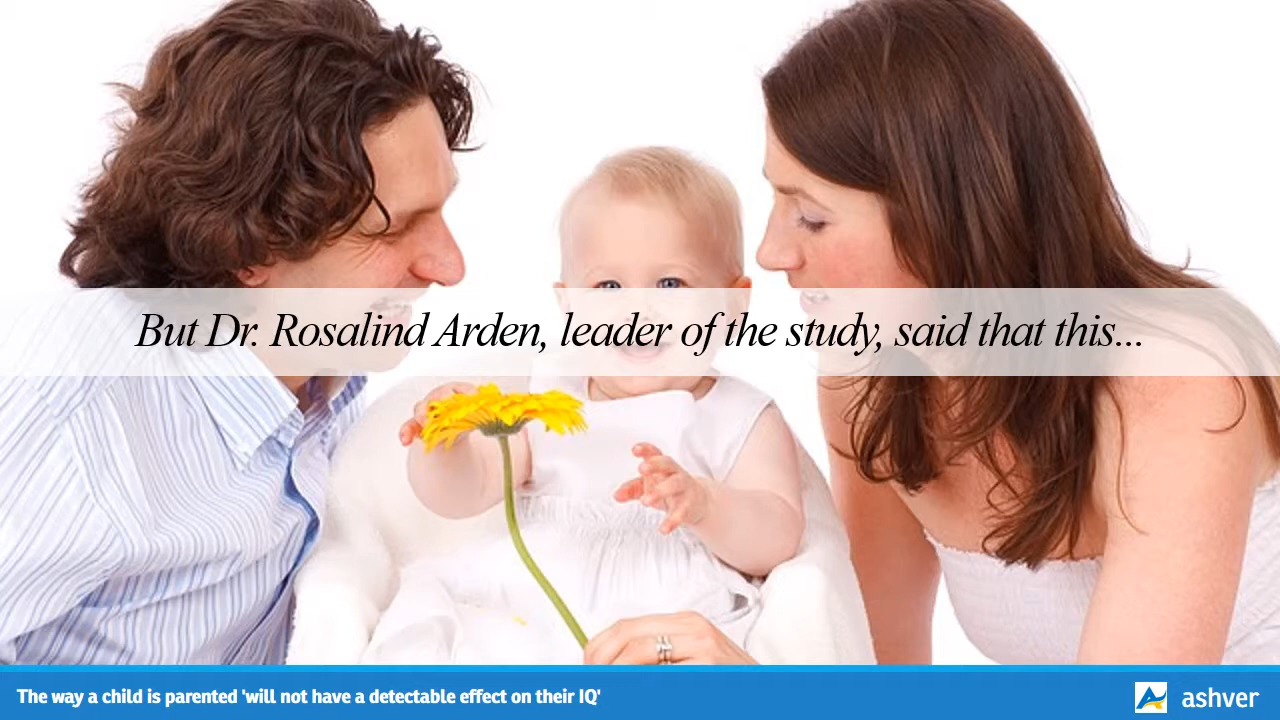 But Dr. Rosalind Arden, leader of the study, said that this...
The way a child is parented 'will not have a detectable effect on their IQ'
ashver